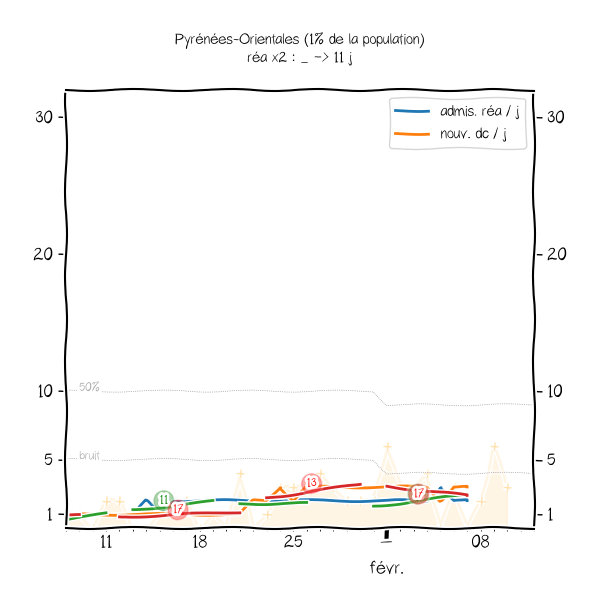 Pyrénées-Orientales (1% de la population)
réa x2 : _ -> 11 j
admis. réa / j
nouv. dc / j
30 30
20 20
10 10
50%
5 5
bruit
1 1
11 17 13 17
11 18 25 1 08
févr.